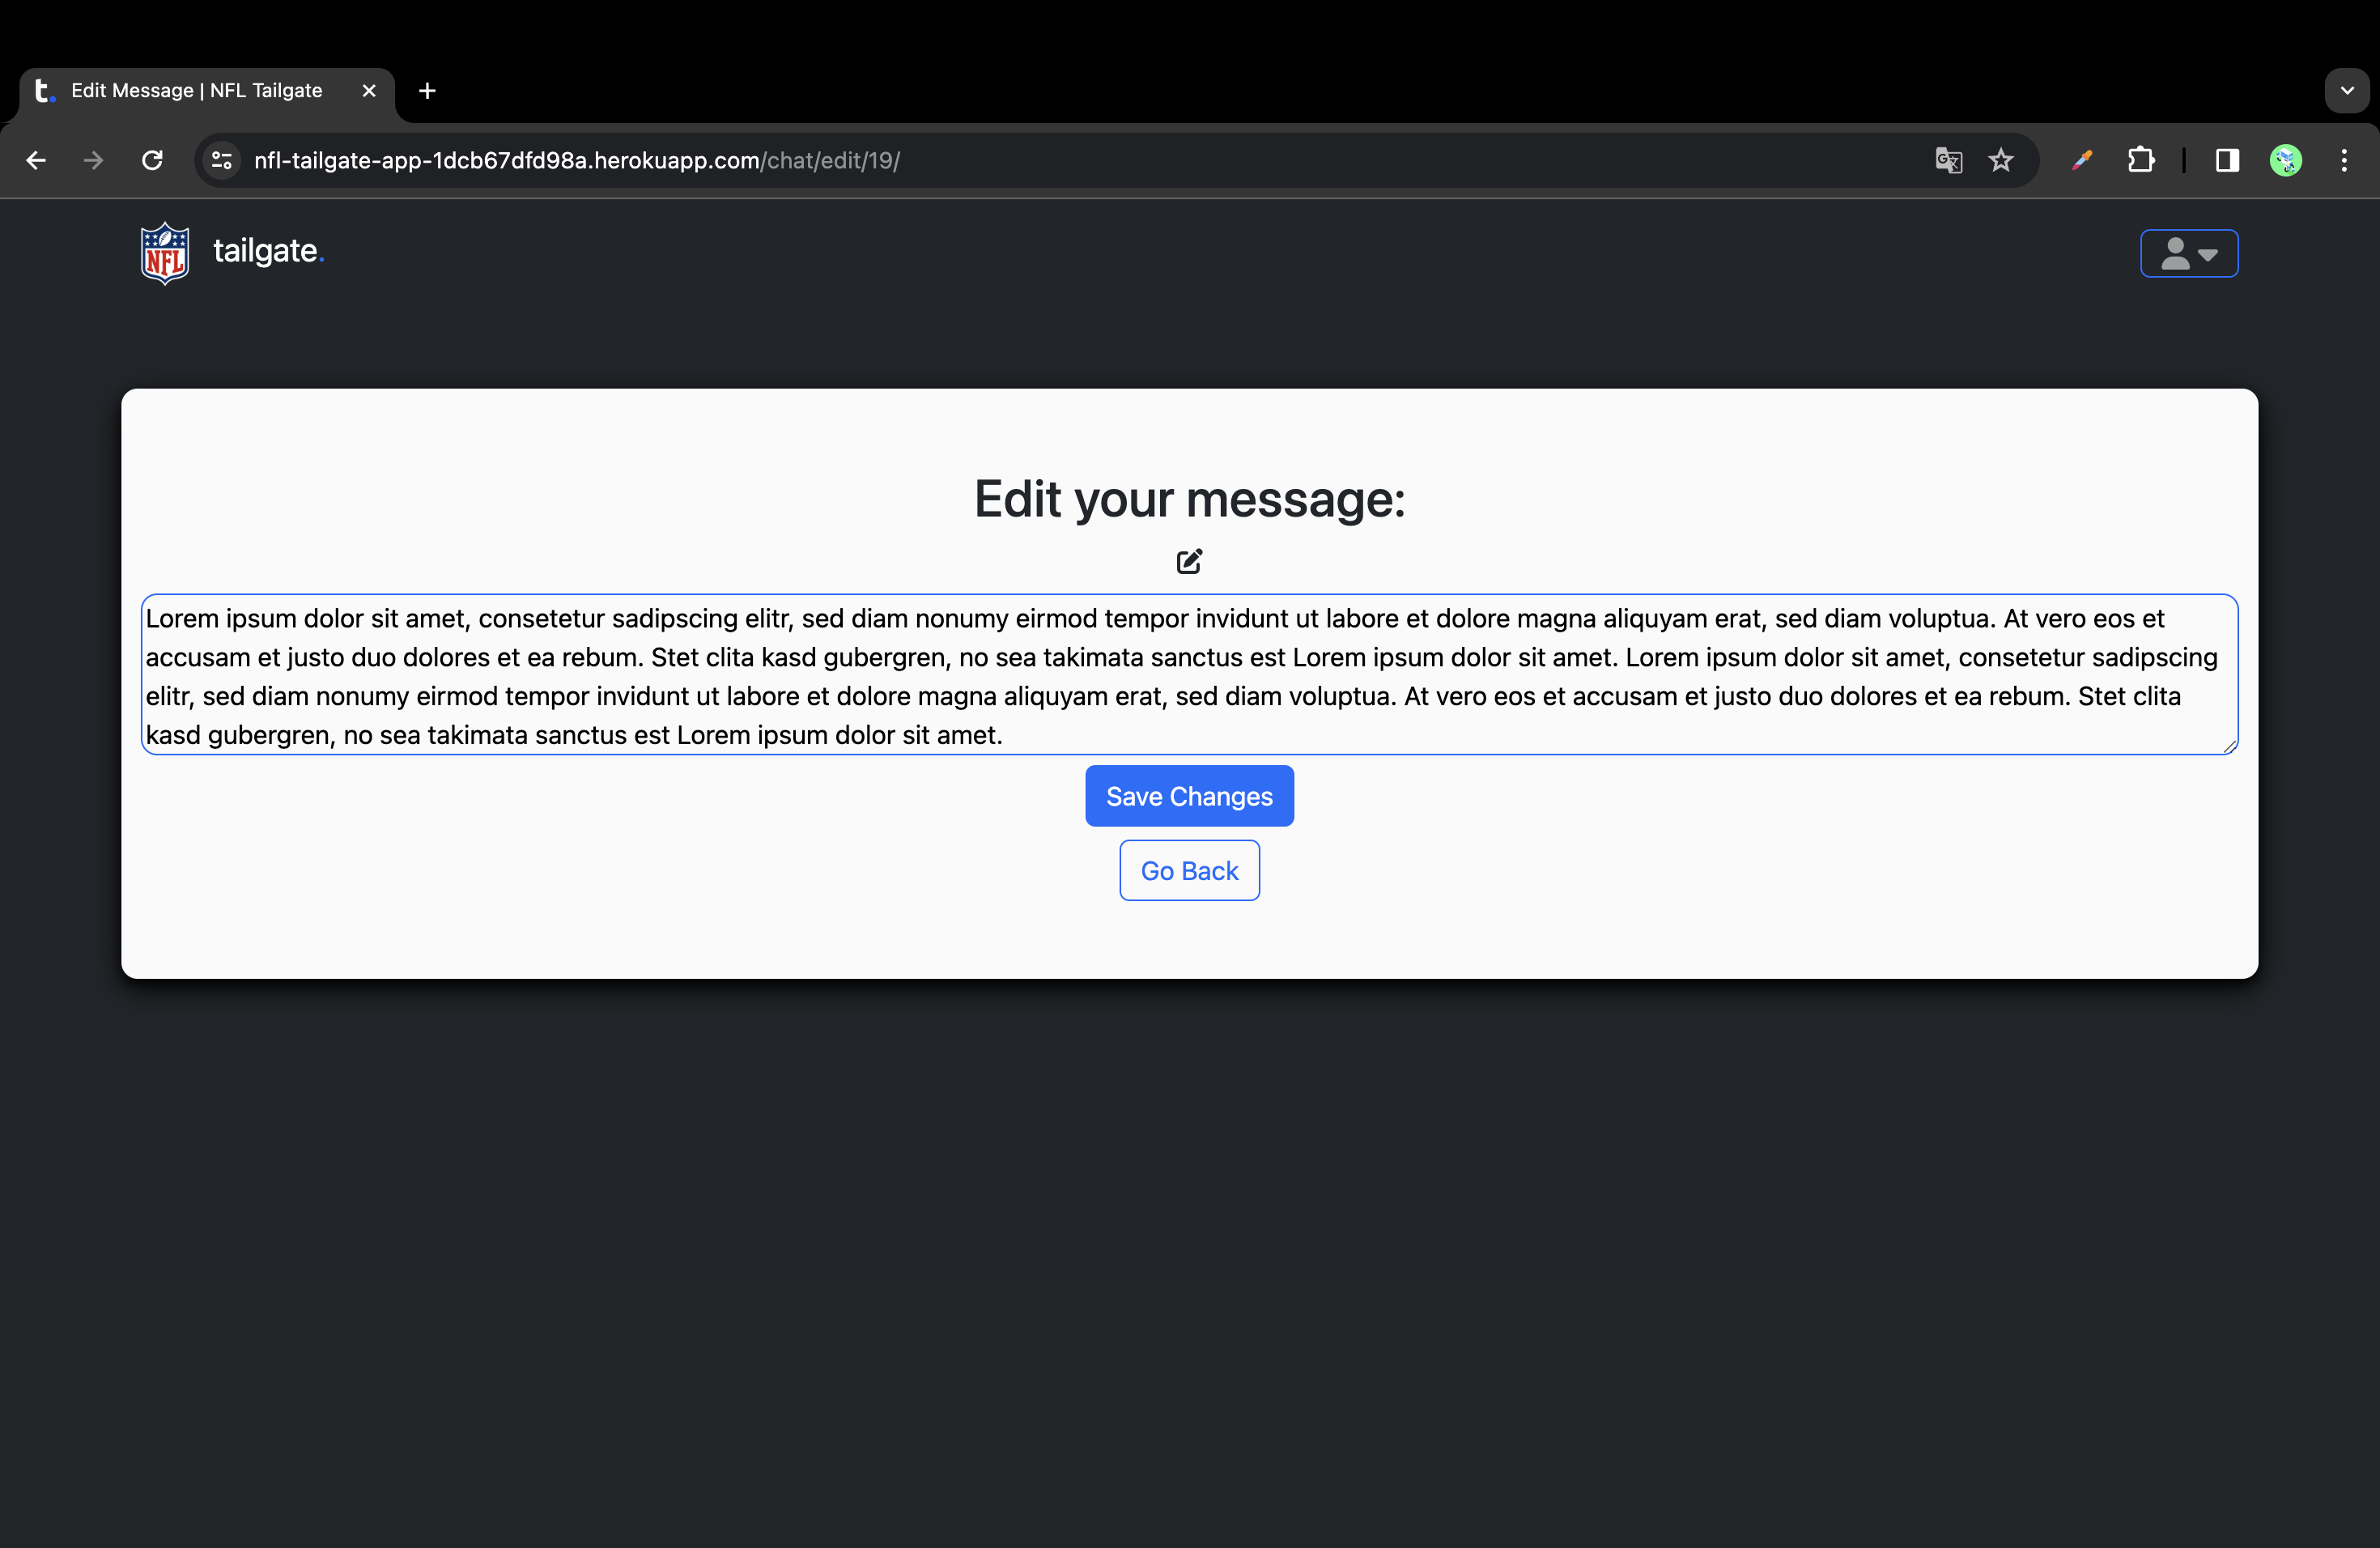 Edit Message | NFL Tailgate
nfl-tailgate-app-1dcb67dfd98a.herokuapp.com/chat/edit/19/
NFL tailgate.
Edit your message:
Lorem ipsum dolor sit amet, consetetur sadipscing elitr, sed diam nonumy eirmod tempor invidunt ut labore et dolore magna aliquyam erat, sed diam voluptua. At vero eos et
accusam et justo duo dolores et ea rebum. Stet clita kasd gubergren, no sea takimata sanctus est Lorem ipsum dolor sit amet. Lorem ipsum dolor sit amet, consetetur sadipscing
elitr, sed diam nonumy eirmod tempor invidunt ut labore et dolore magna aliquyam erat, sed diam voluptua. At vero eos et accusam et justo duo dolores et ea rebum. Stet clita
kasd gubergren, no sea takimata sanctus est Lorem ipsum dolor sit amet.
Save Changes
Go Back